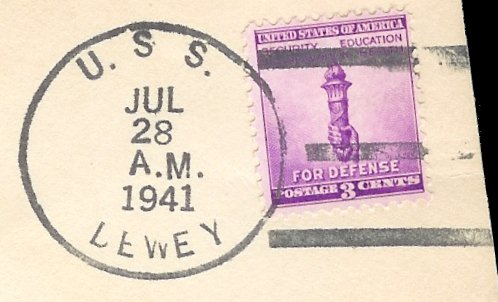 U. S. S.
JUL
28
A.M.
1941
LEWEY
UNITED STATES OF AMERICA
SECURITY EDUCATION
FOR DEFENSE
POSTAGE 3 CENTS